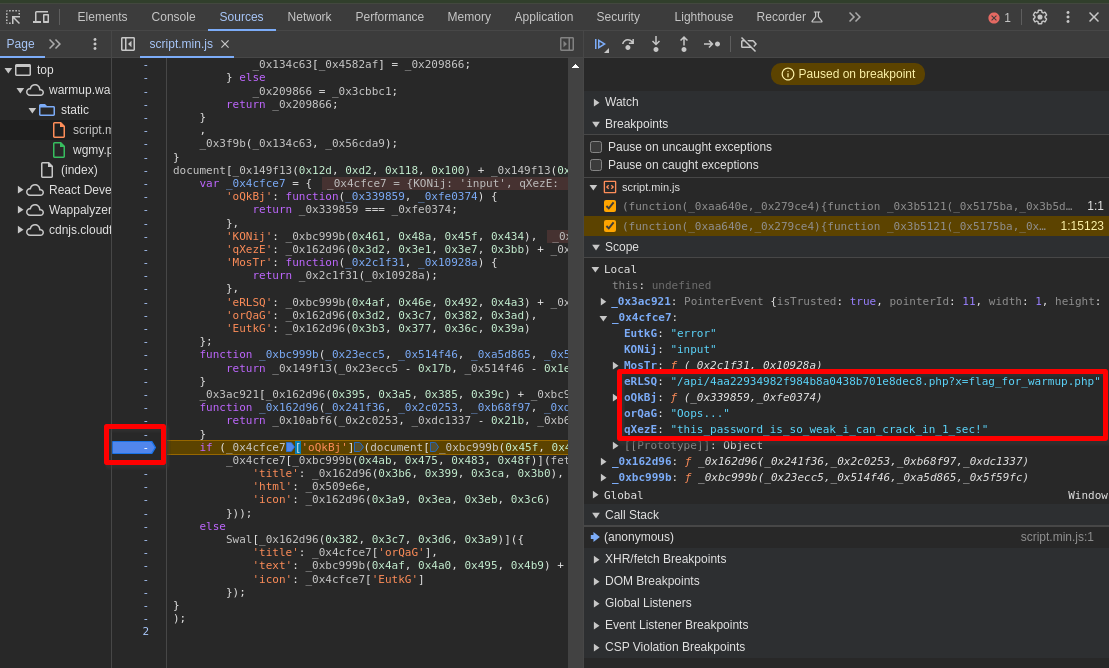 Elements Console Sources Network Performance Memory Application Security Lighthouse Recorder 1
Page
script.min.js
top
warmup.wa
static
script.m
wgmy.p
(index)
React Deve
Wappalyzer
cdnjs.cloudf
_0x134c63[_0x4582af] = _0x209866;
} else
_0x209866 = _0x3cbbc1;
return _0x209866;
}
,
_0x3f9b(_0x134c63, _0x56cda9);
}
document[_0x149f13(0x12d, 0xd2, 0x118, 0x100) + _0x149f13(0x
var _0x4cfce7 = { _0x4cfce7 = {KONij: 'input', qXezE:
'oQkBj': function(_0x339859, _0xfe0374) {
return _0x339859 === _0xfe0374;
},
'KONij': _0xbc999b(0x461, 0x48a, 0x45f, 0x434), _0x
'qXezE': _0x162d96(0x3d2, 0x3e1, 0x3e7, 0x3bb) + _0x
'MosTr': function(_0x2c1f31, _0x10928a) {
return _0x2c1f31(_0x10928a);
},
'eRLSQ': _0xbc999b(0x4af, 0x46e, 0x492, 0x4a3) + _0x
'orQaG': _0x162d96(0x3d2, 0x3c7, 0x382, 0x3ad),
'EutkG': _0x162d96(0x3b3, 0x377, 0x36c, 0x39a)
};
function _0xbc999b(_0x23ecc5, _0x514f46, _0xa5d865, _0x5
return _0x149f13(_0x23ecc5 - 0x17b, _0x514f46 - 0x1e
}
_0x3ac921[_0x162d96(0x395, 0x3a5, 0x385, 0x39c) + _0xbc9
function _0x162d96(_0x241f36, _0x2c0253, _0xb68f97, _0xd
return _0x10abf6(_0x2c0253, _0xdc1337 - 0x21b, _0xb6
}
if (_0x4cfce7['oQkBj'](document[_0xbc999b(0x45f, 0x4
_0x4cfce7[_0xbc999b(0x4ab, 0x475, 0x483, 0x48f)](fet
'title': _0x162d96(0x3b6, 0x399, 0x3ca, 0x3b0),
'html': _0x509e6e,
'icon': _0x162d96(0x3a9, 0x3ea, 0x3eb, 0x3c6)
}));
else
Swal[_0x162d96(0x382, 0x3c7, 0x3d6, 0x3a9)]({
'title': _0x4cfce7['orQaG'],
'text': _0xbc999b(0x4af, 0x4a0, 0x495, 0x4b9) +
'icon': _0x4cfce7['EutkG']
});
}
);
2
Paused on breakpoint
Watch
Breakpoints
Pause on uncaught exceptions
Pause on caught exceptions
script.min.js
(function(_0xaa640e,_0x279ce4){function _0x3b5121(_0x5175ba,_0x3b5d… 1:1
(function(_0xaa640e,_0x279ce4){function _0x3b5121(_0x5175ba,_0x… 1:15123
Scope
Local
this: undefined
_0x3ac921: PointerEvent {isTrusted: true, pointerId: 11, width: 1, height:
_0x4cfce7:
EutkG: "error"
KONij: "input"
MosTr: ƒ (_0x2c1f31,_0x10928a)
eRLSQ: "/api/4aa22934982f984b8a0438b701e8dec8.php?x=flag_for_warmup.php"
oQkBj: ƒ (_0x339859,_0xfe0374)
orQaG: "Oops..."
qXezE: "this_password_is_so_weak_i_can_crack_in_1_sec!"
[[Prototype]]: Object
_0x162d96: ƒ _0x162d96(_0x241f36,_0x2c0253,_0xb68f97,_0xdc1337)
_0xbc999b: ƒ _0xbc999b(_0x23ecc5,_0x514f46,_0xa5d865,_0x5f59fc)
Global Window
Call Stack
(anonymous) script.min.js:1
XHR/fetch Breakpoints
DOM Breakpoints
Global Listeners
Event Listener Breakpoints
CSP Violation Breakpoints